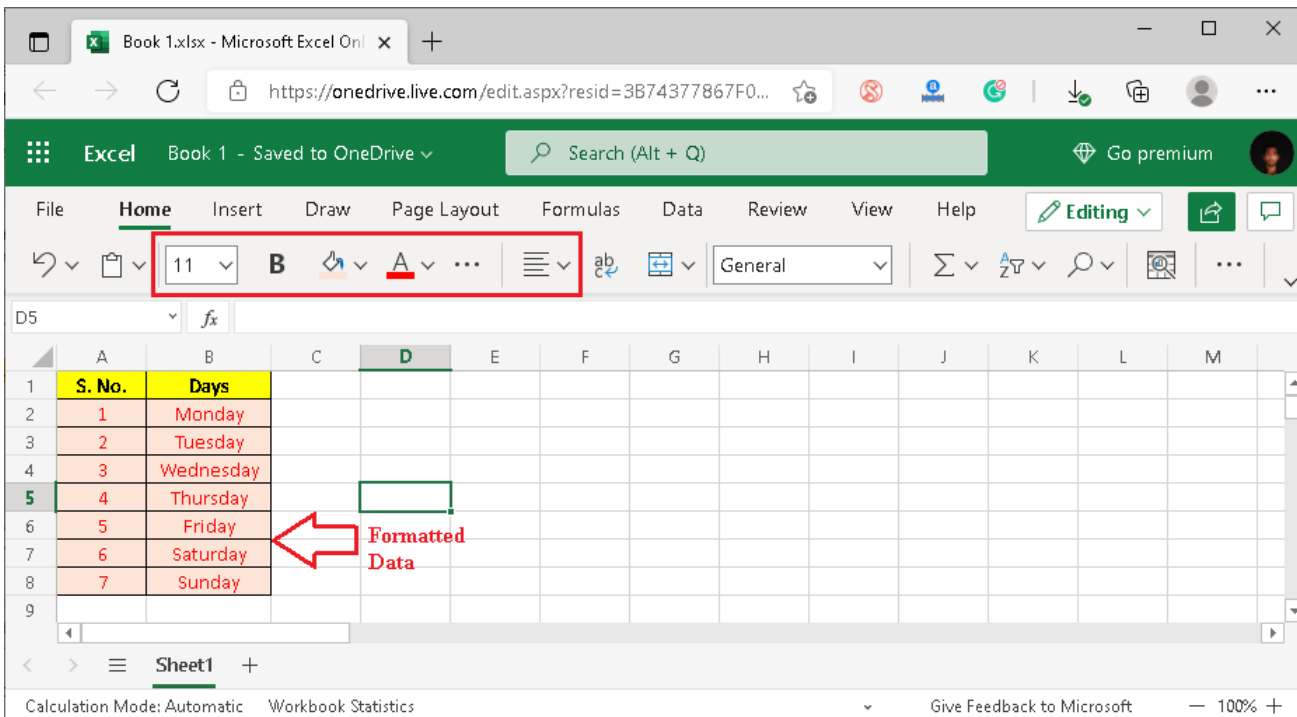 Book 1.xlsx - Microsoft Excel Onl
https://onedrive.live.com/edit.aspx?resid=3B74377867F0...
Excel Book 1 - Saved to OneDrive Search (Alt + Q) Go premium
File Home Insert Draw Page Layout Formulas Data Review View Help Editing
11 B A ... ab General ...
D5 fx
A B C D E F G H I J K L M
1 S. No. Days
2 1 Monday
3 2 Tuesday
4 3 Wednesday
5 4 Thursday
6 5 Friday
Formatted
7 6 Saturday
Data
8 7 Sunday
9
Sheet1
Calculation Mode: Automatic Workbook Statistics Give Feedback to Microsoft 100%